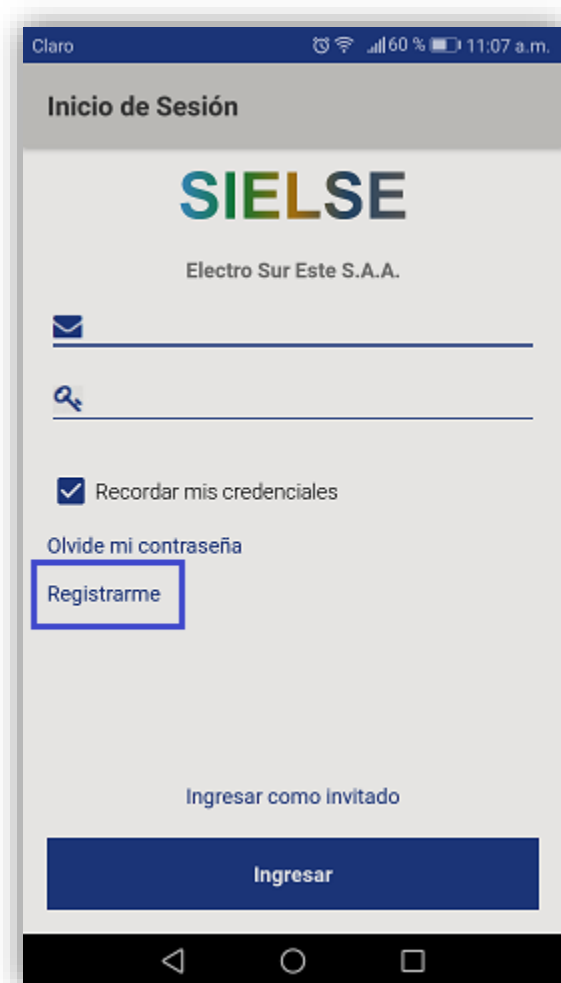 Claro 60 % 11:07 a.m.
Inicio de Sesión
SIELSE
Electro Sur Este S.A.A.
Recordar mis credenciales
Olvide mi contraseña
Registrarme
Ingresar como invitado
Ingresar